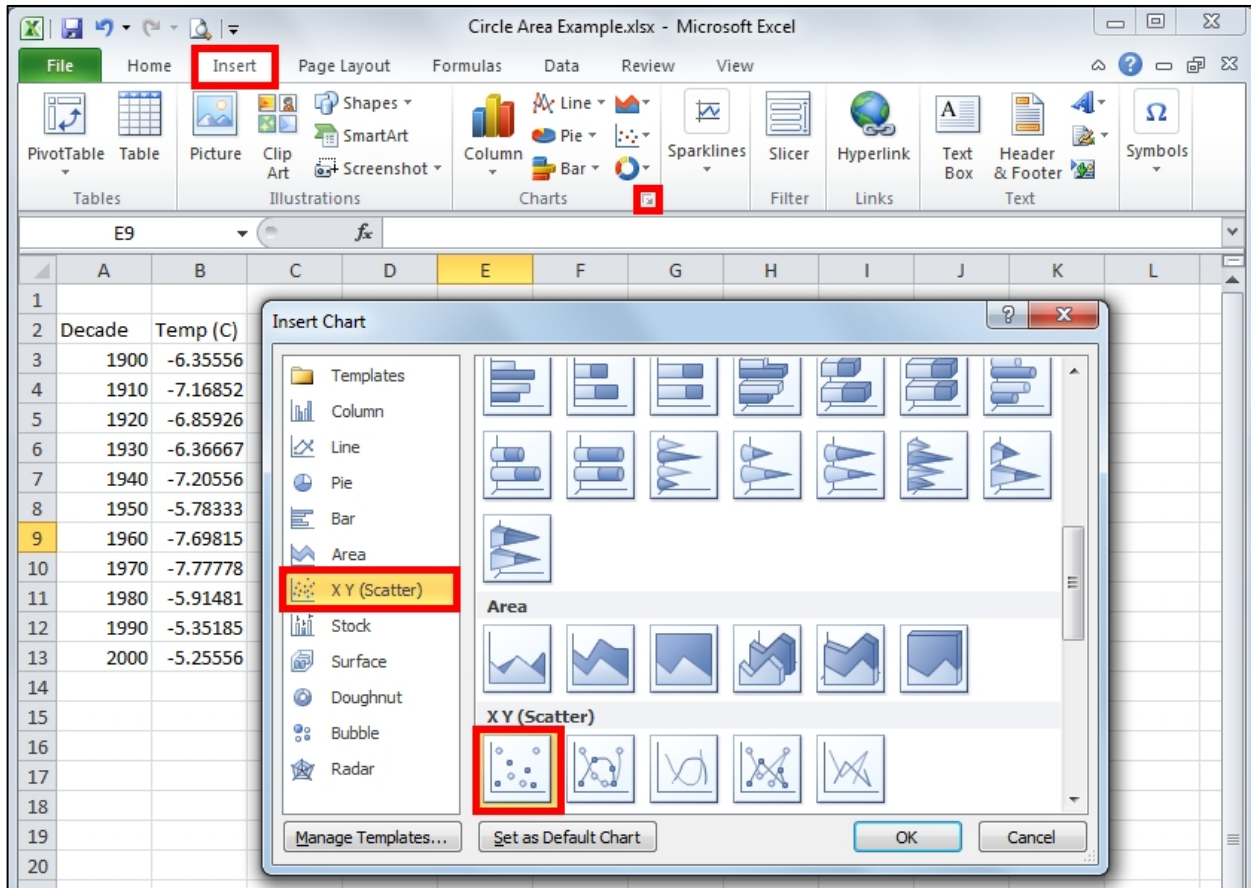 Circle Area Example.xlsx - Microsoft Excel
File Home Insert Page Layout Formulas Data Review View
PivotTable Table Picture Clip Art Shapes SmartArt Screenshot Column Line Pie Bar Sparklines Slicer Hyperlink Text Box Header & Footer Symbols
Tables Illustrations Charts Filter Links Text
E9 fx
A B C D E F G H I J K L
1
2 Decade Temp (C)
3 1900 -6.35556
4 1910 -7.16852
5 1920 -6.85926
6 1930 -6.36667
7 1940 -7.20556
8 1950 -5.78333
9 1960 -7.69815
10 1970 -7.77778
11 1980 -5.91481
12 1990 -5.35185
13 2000 -5.25556
14
15
16
17
18
19
20
Insert Chart
Templates
Column
Line
Pie
Bar
Area
X Y (Scatter)
Stock
Surface
Doughnut
Bubble
Radar
Area
X Y (Scatter)
Manage Templates... Set as Default Chart OK Cancel